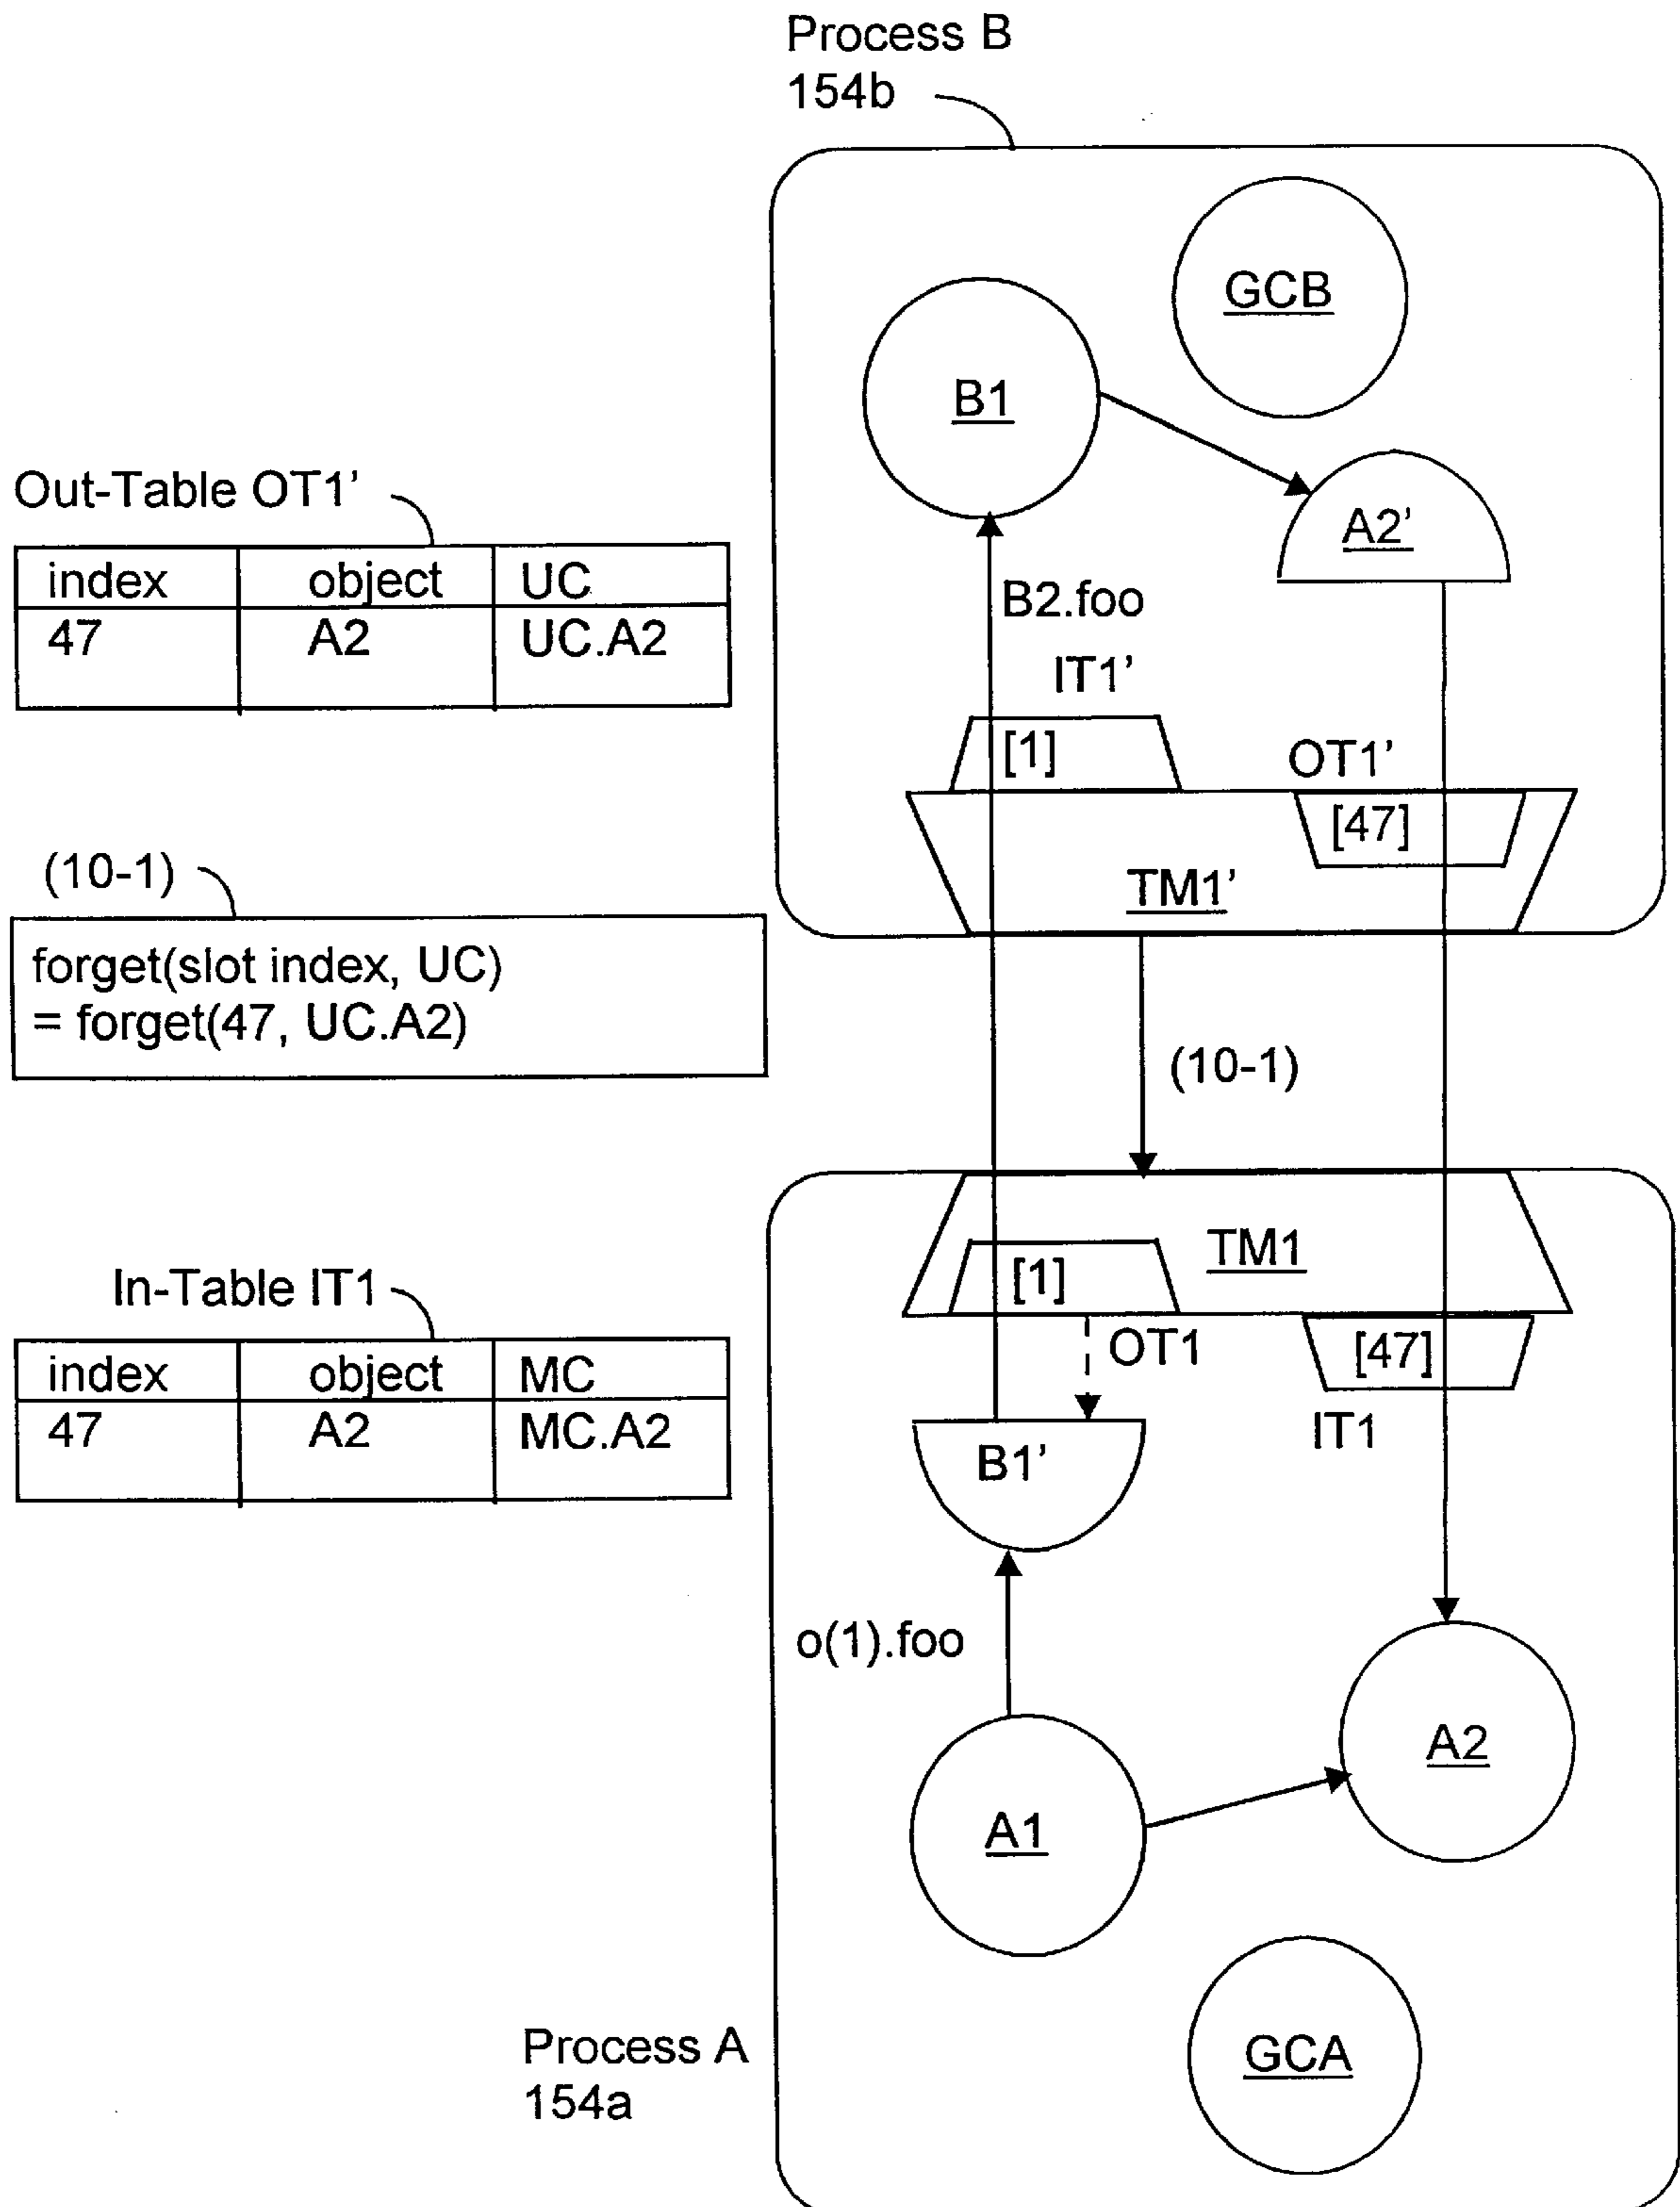 Process B
154b
GCB
B1
Out-Table OT1’
A2’
index object UC
47 A2 UC.A2
B2.foo
IT1’
[1]
OT1’
[47]
TM1’
(10-1)
forget(slot index, UC)
= forget(47, UC.A2)
(10-1)
TM1
[1]
In-Table IT1
OT1
[47]
index object MC
47 A2 MC.A2
IT1
B1’
o(1).foo
A2
A1
Process A
154a
GCA